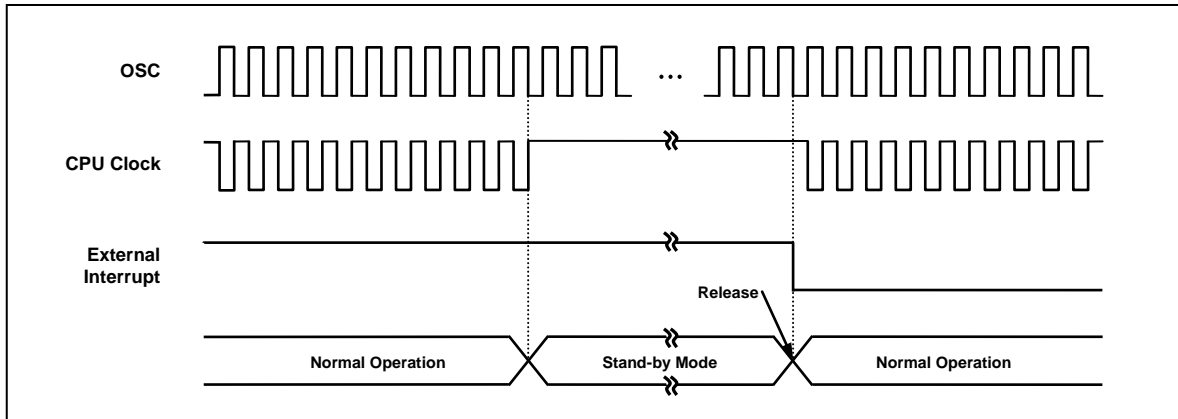 OSC
...
CPU Clock
External
Interrupt
Release
Normal Operation
Stand-by Mode
Normal Operation